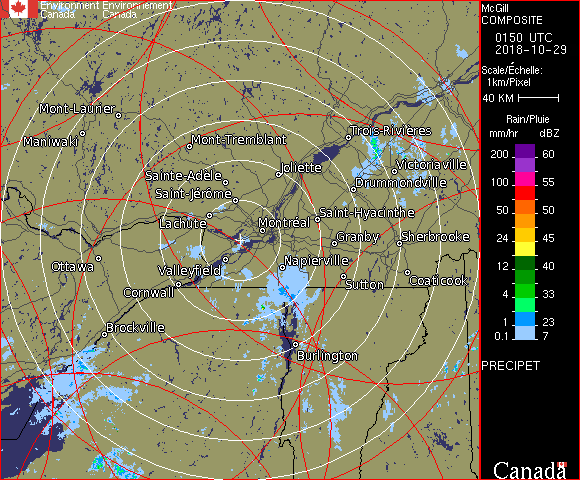 Environment Environnement
Canada Canada
McGill
COMPOSITE
0150 UTC
2018-10-29
Scale/Échelle:
1km/Pixel
40 KM
Rain/Pluie
mm/hr dBZ
200 60
100 55
50 50
24 45
12 40
4 33
1 23
0.1 7
PRECIPET
Canada
Mont-Laurier
Maniwaki
Mont-Tremblant
Trois-Rivières
Joliette
Victoriaville
Sainte-Adèle
Drummondville
Saint-Jérôme
Lachute
Montréal
Saint-Hyacinthe
Granby
Sherbrooke
Ottawa
Valleyfield
Napierville
Cornwall
Sutton
Coaticook
Brockville
Burlington